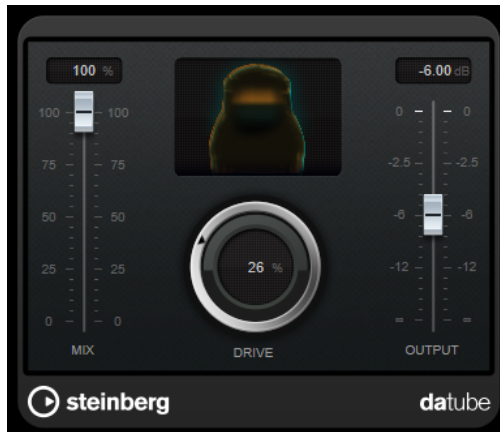 100 %
-6.00 dB
100 100
75 75
50 50
25 25
0 0
MIX
26 %
DRIVE
0 0
-2.5 -2.5
-6 -6
-12 -12
∞ ∞
OUTPUT
steinberg
datube